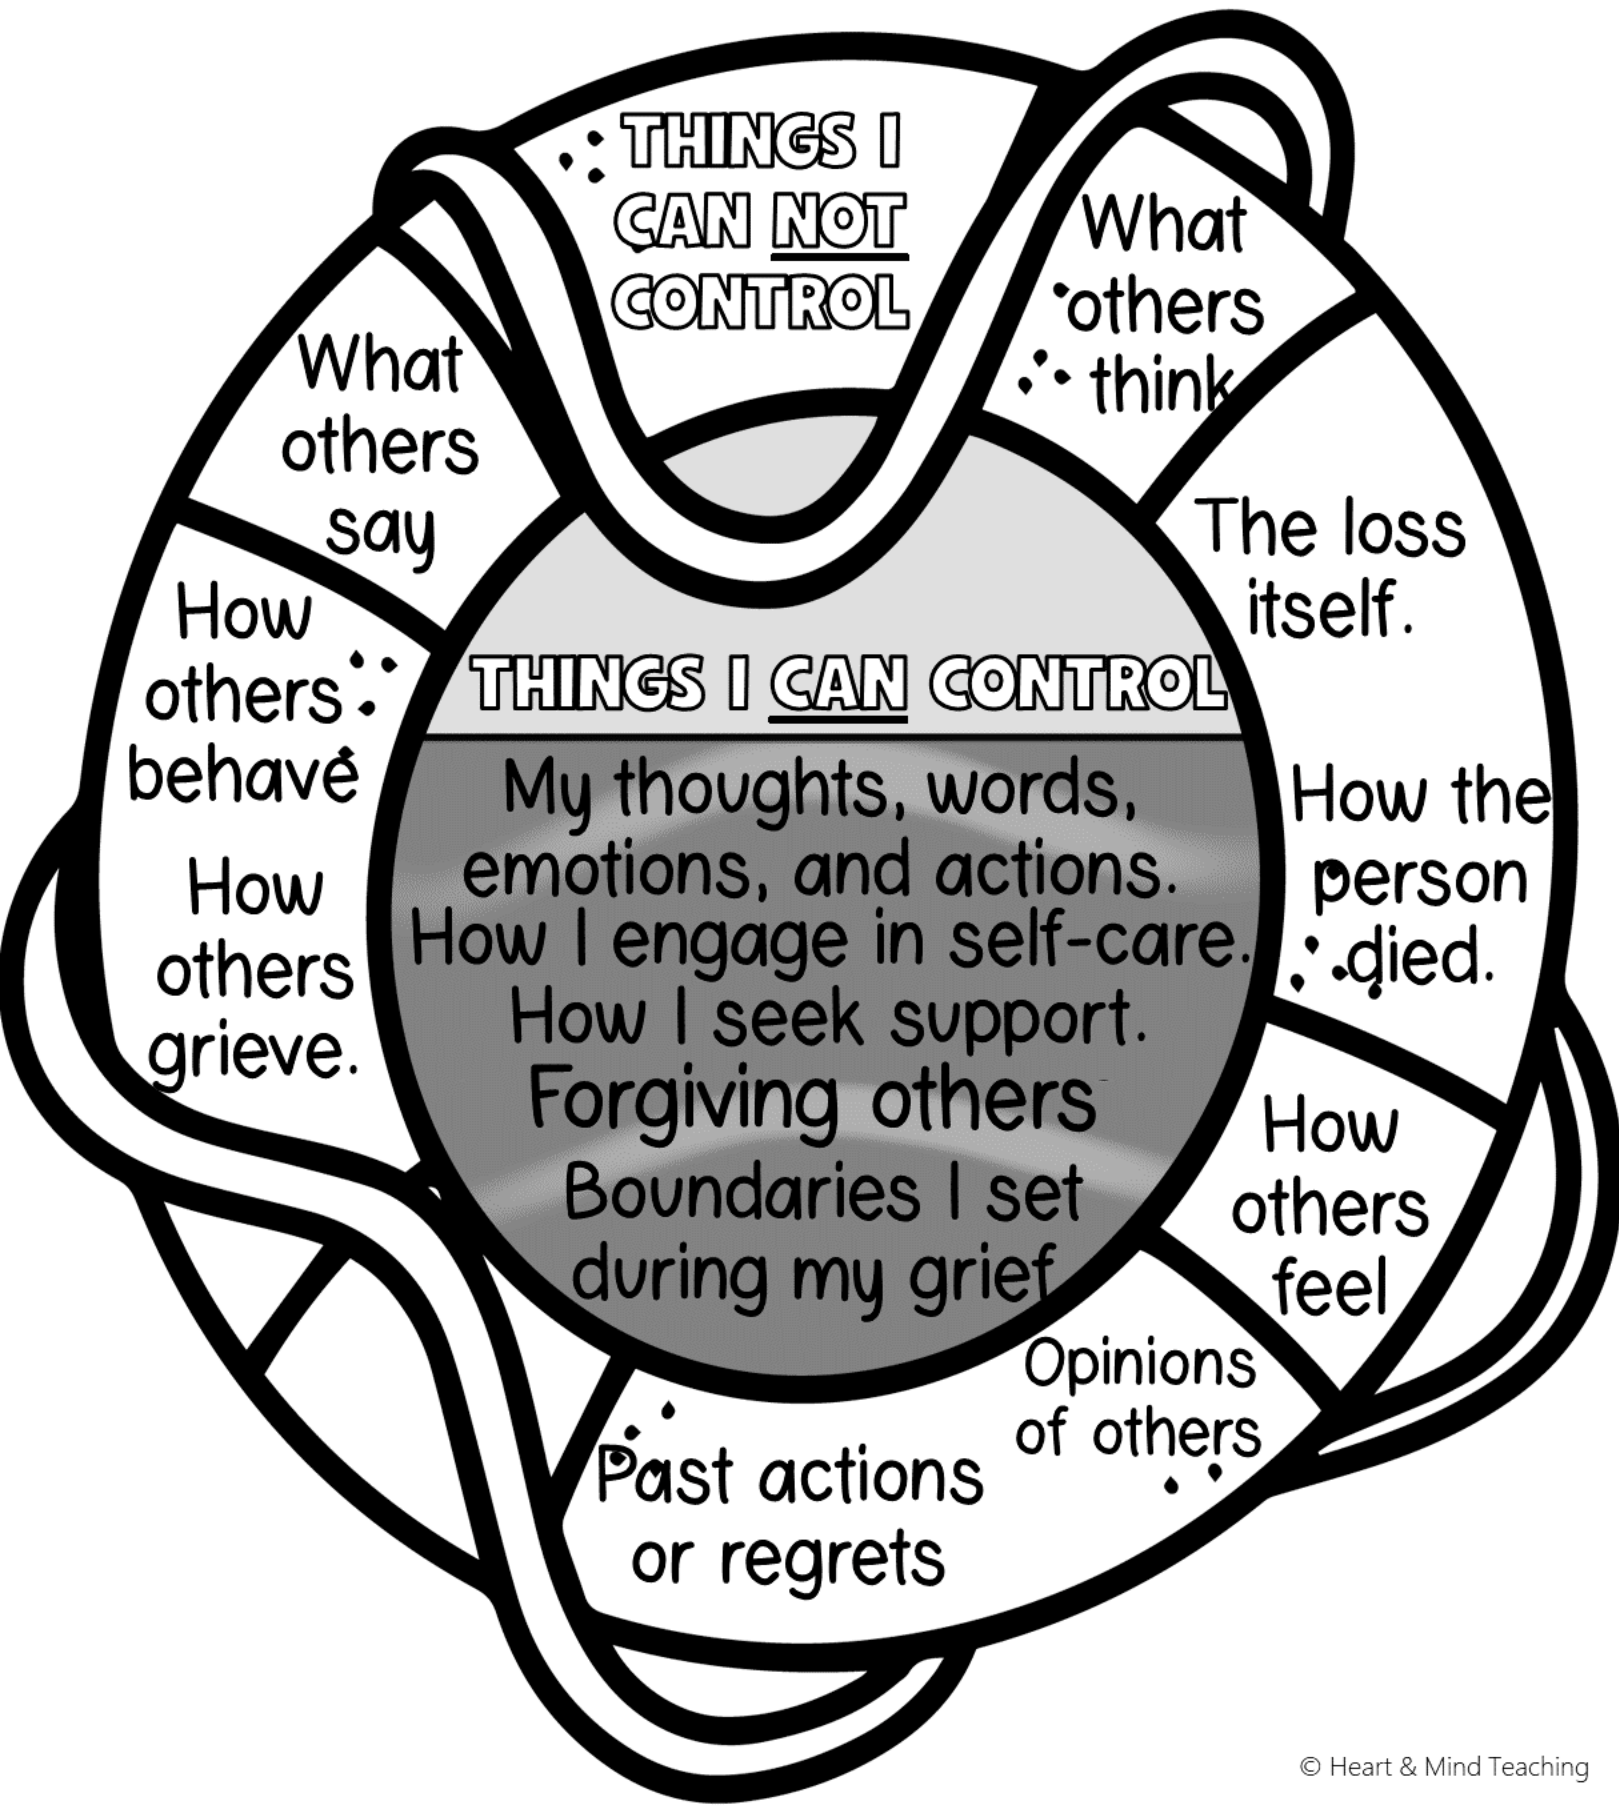 THINGS I
CAN NOT
CONTROL
What
others
think
What
others
say
The loss
itself.
How
others
behave
THINGS I CAN CONTROL
My thoughts, words,
emotions, and actions.
How I engage in self-care.
How I seek support.
Forgiving others
Boundaries I set
during my grief
How the
person
died.
How
others
grieve.
How
others
feel
Opinions
of others
Past actions
or regrets
© Heart & Mind Teaching